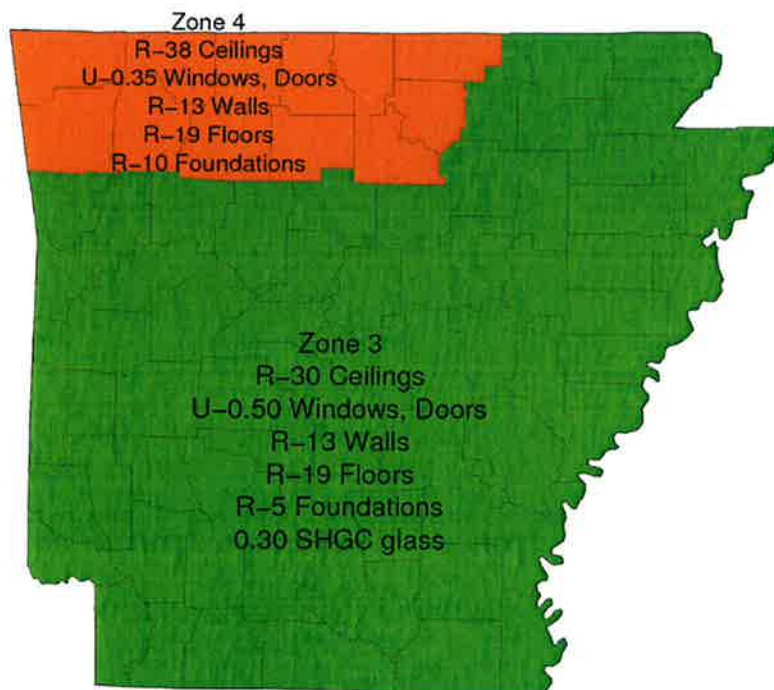 Zone 4
R-38 Ceilings
U-0.35 Windows, Doors
R-13 Walls
R-19 Floors
R-10 Foundations
Zone 3
R-30 Ceilings
U-0.50 Windows, Doors
R-13 Walls
R-19 Floors
R-5 Foundations
0.30 SHGC glass